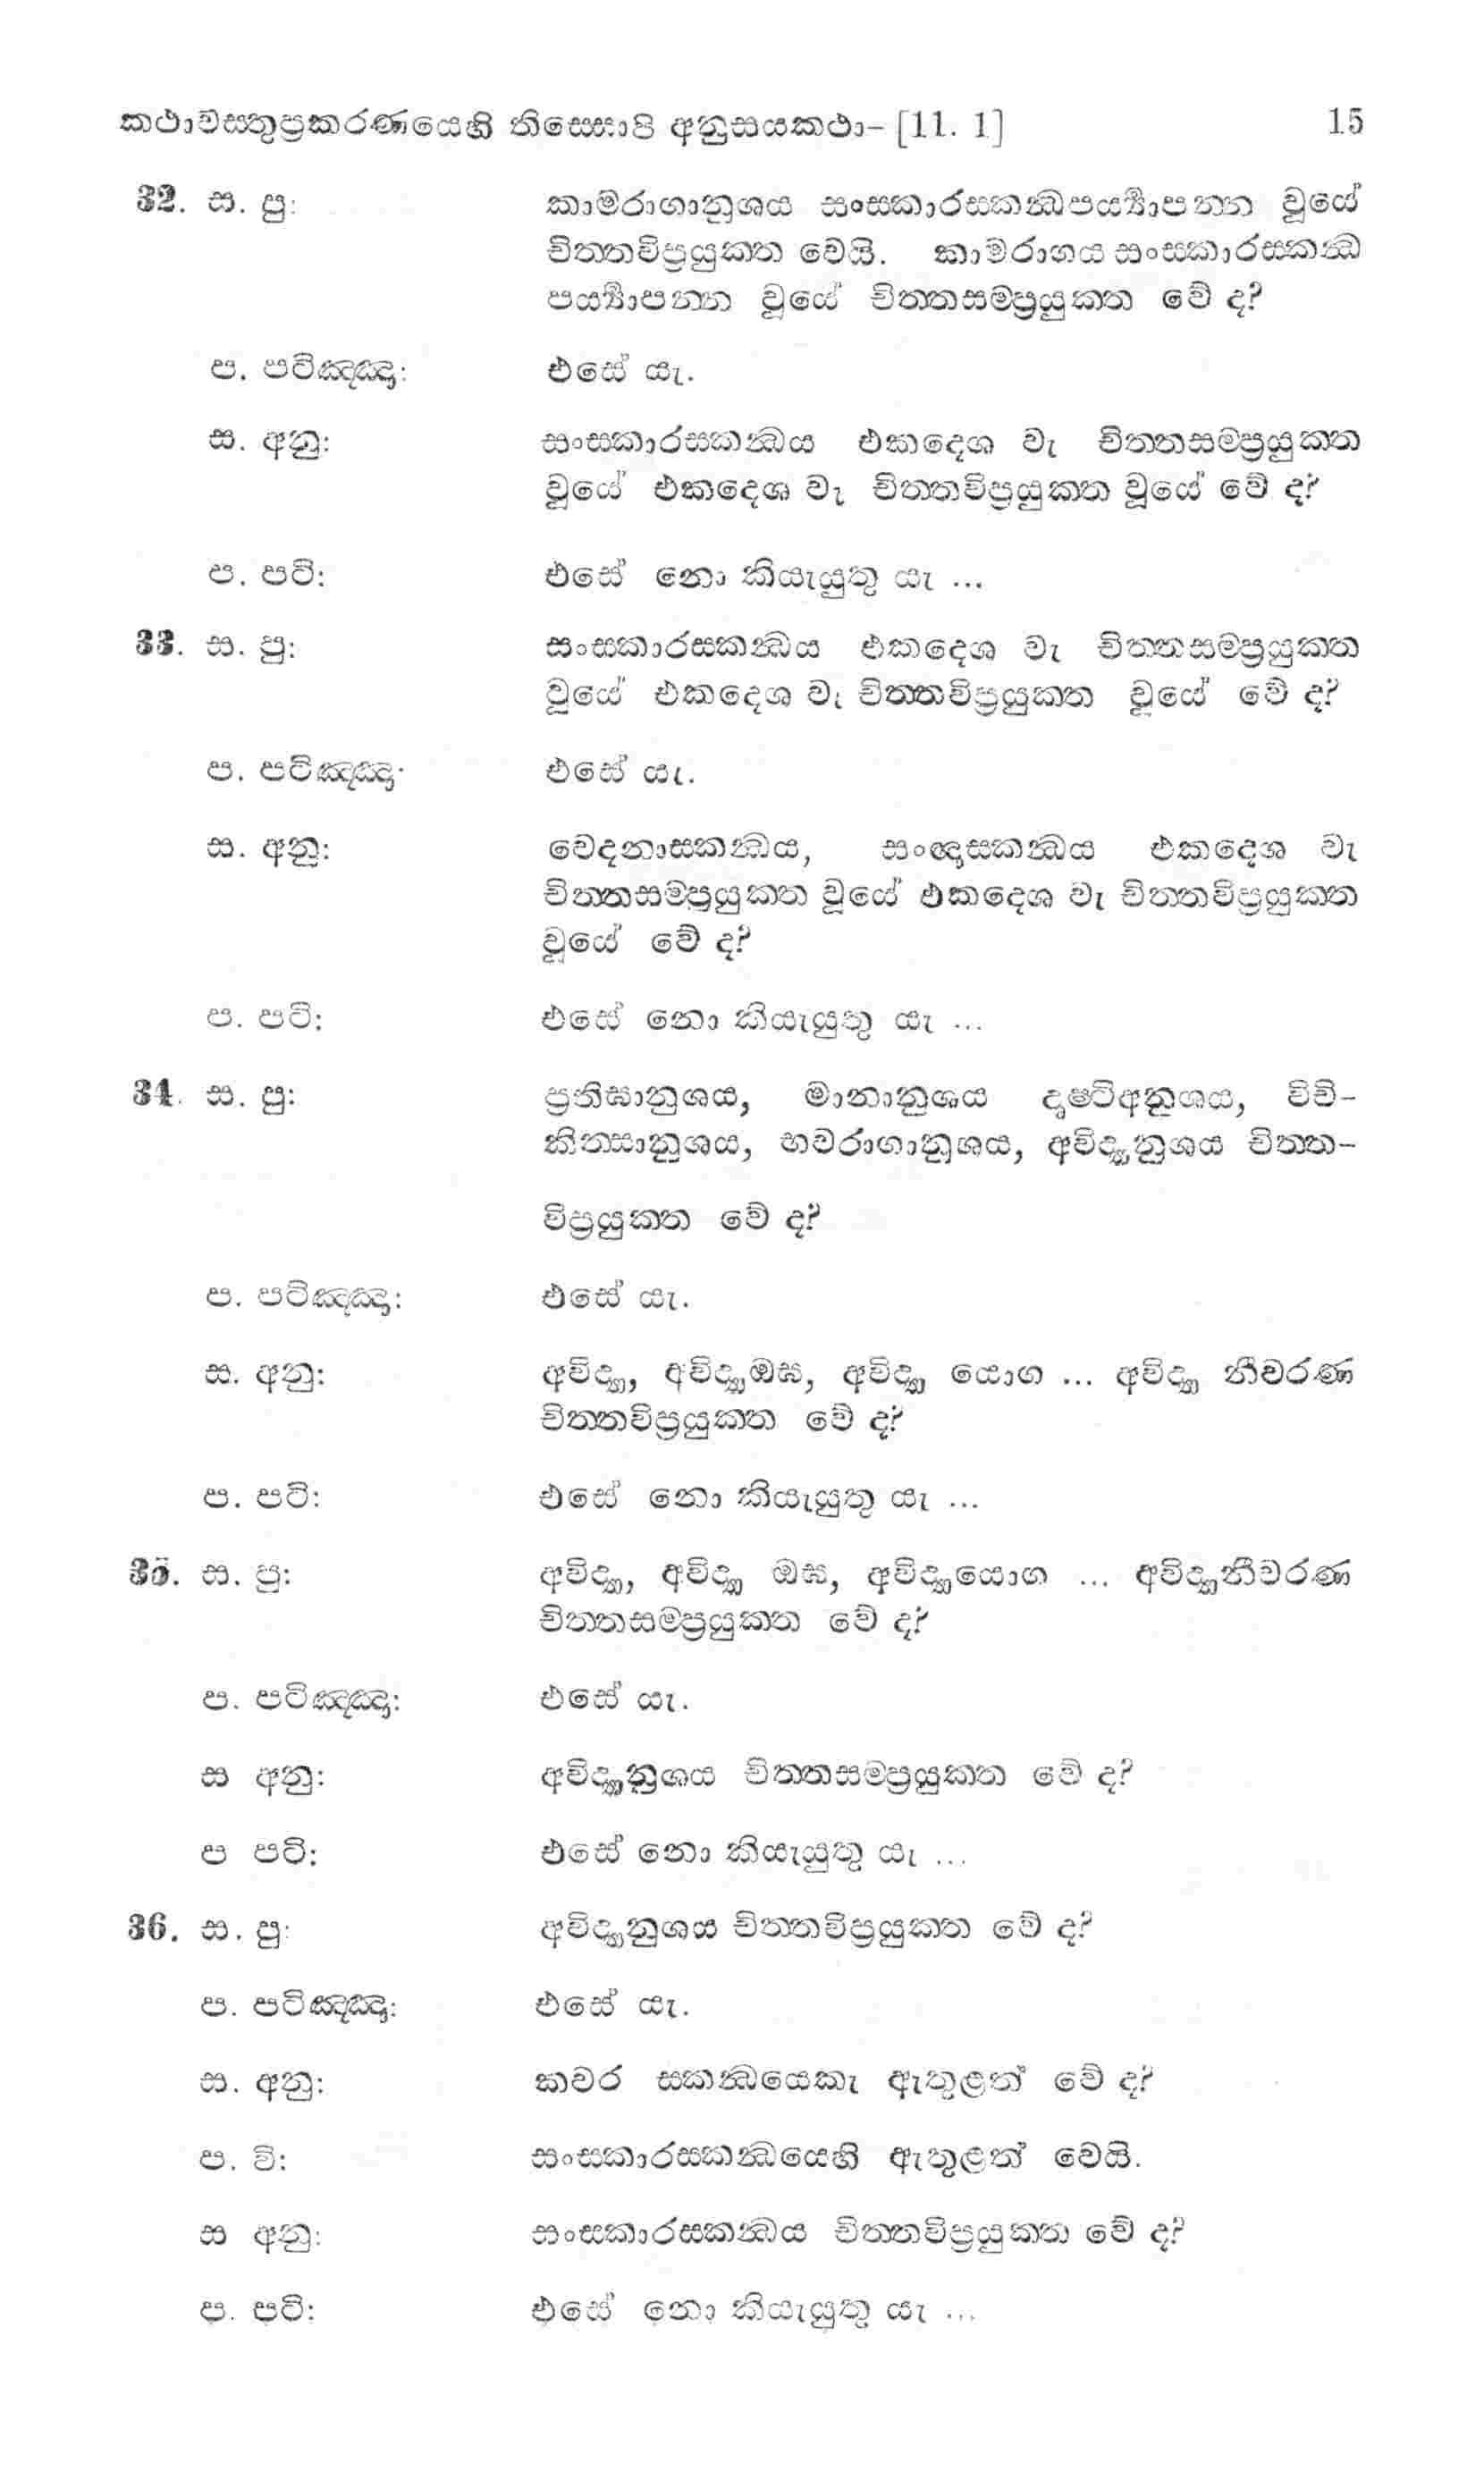 කථාවස්තුප්‍රකරණයෙහි තිස්සොපි අනුසයකථා- [11. 1] 15
32. ස. පු: කාමරාගානුශය සංස්කාරස්කන්‍ධපර්‍ය්‍යාපන්න වූයේ
චිත්තවිප්‍රයුක්ත වෙයි. කාමරාගය සංස්කාරස්කන්‍ධ
පර්‍ය්‍යාපන්න වූයේ චිත්තසම්ප්‍රයුක්ත වේ ද?
ප. පටිඤ්ඤා: එසේ යැ.
ස. අනු: සංස්කාරස්කන්‍ධය එකදෙශ වැ චිත්තසම්ප්‍රයුක්ත
වූයේ එකදෙශ වැ චිත්තවිප්‍රයුක්ත වූයේ වේ ද?
ප. පටි: එසේ නො කියැයුතු යැ ...
33. ස. පු: සංස්කාරස්කන්‍ධය එකදෙශ වැ චිත්තසම්ප්‍රයුක්ත
වූයේ එකදෙශ වැ චිත්තවිප්‍රයුක්ත වූයේ වේ ද?
ප. පටිඤ්ඤා: එසේ යැ.
ස. අනු: වෙදනාස්කන්‍ධය, සංඥාස්කන්‍ධය එකදෙශ වැ
චිත්තසම්ප්‍රයුක්ත වූයේ එකදෙශ වැ චිත්තවිප්‍රයුක්ත
වූයේ වේ ද?
ප. පටි: එසේ නො කියැයුතු යැ ...
34. ස. පු: ප්‍රතිඝානුශය, මානානුශය දෘෂ්ටිඅනුශය, විචි-
කිත්සානුශය, භවරාගානුශය, අවිද්‍යානුශය චිත්ත-
විප්‍රයුක්ත වේ ද?
ප. පටිඤ්ඤා: එසේ යැ.
ස. අනු: අවිද්‍යා, අවිද්‍යාඔඝ, අවිද්‍යා යොග ... අවිද්‍යා නීවරණ
චිත්තවිප්‍රයුක්ත වේ ද?
ප. පටි: එසේ නො කියැයුතු යැ ...
35. ස. පු: අවිද්‍යා, අවිද්‍යා ඔඝ, අවිද්‍යායොග ... අවිද්‍යානීවරණ
චිත්තසම්ප්‍රයුක්ත වේ ද?
ප. පටිඤ්ඤා: එසේ යැ.
ස අනු: අවිද්‍යානුශය චිත්තසම්ප්‍රයුක්ත වේ ද?
ප පටි: එසේ නො කියැයුතු යැ ...
36. ස. පු: අවිද්‍යානුශය චිත්තවිප්‍රයුක්ත වේ ද?
ප. පටිඤ්ඤා: එසේ යැ.
ස. අනු: කවර ස්කන්‍ධයෙකැ ඇතුළත් වේ ද?
ප. වි: සංස්කාරස්කන්‍ධයෙහි ඇතුළත් වෙයි.
ස අනු: සංස්කාරස්කන්‍ධය චිත්තවිප්‍රයුක්ත වේ ද?
ප. පටි: එසේ නො කියැයුතු යැ ...